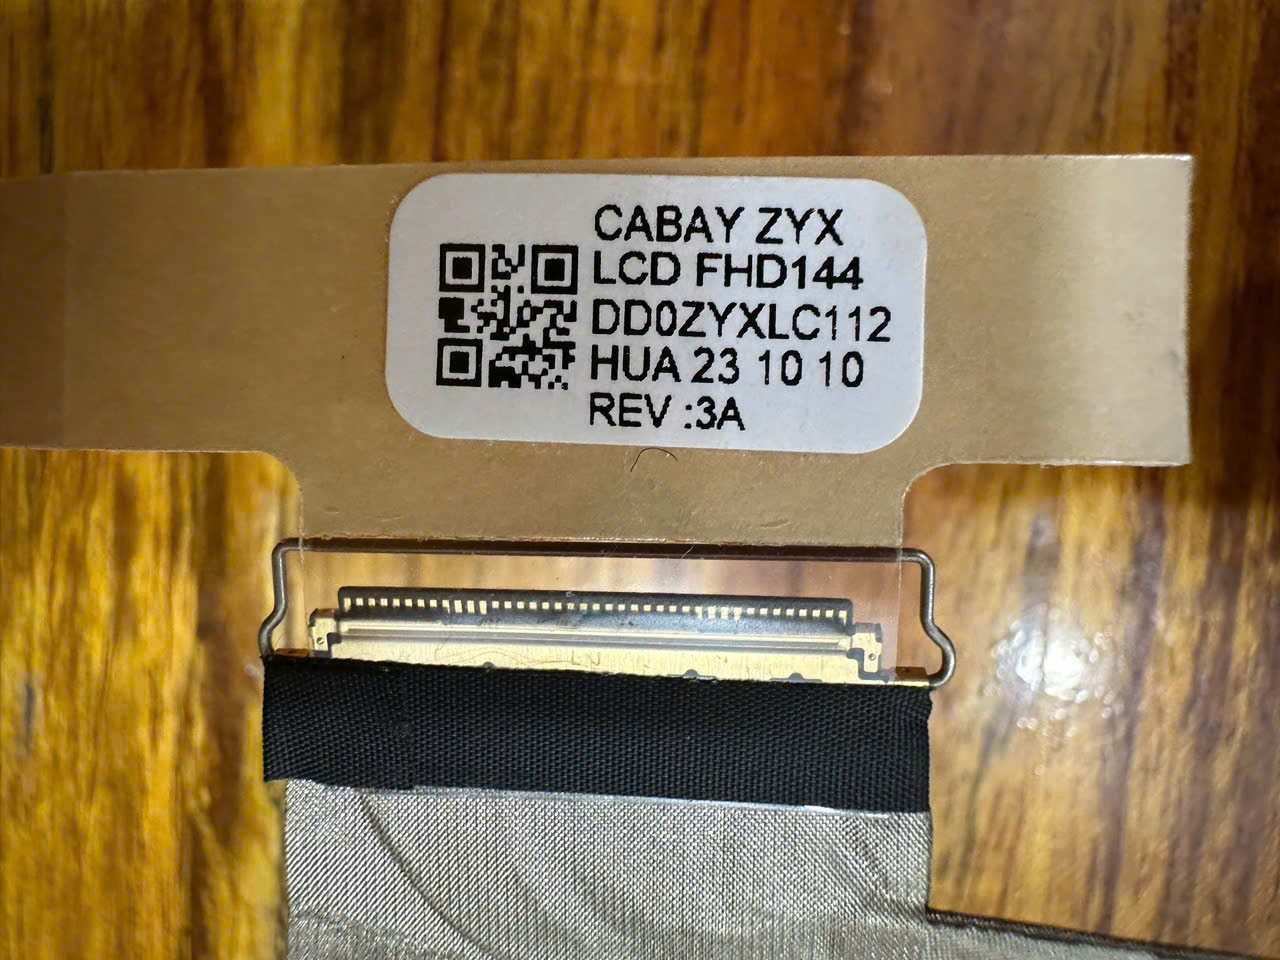 CABAY ZYX
LCD FHD144
DD0ZYXLC112
HUA 23 10 10
REV :3A